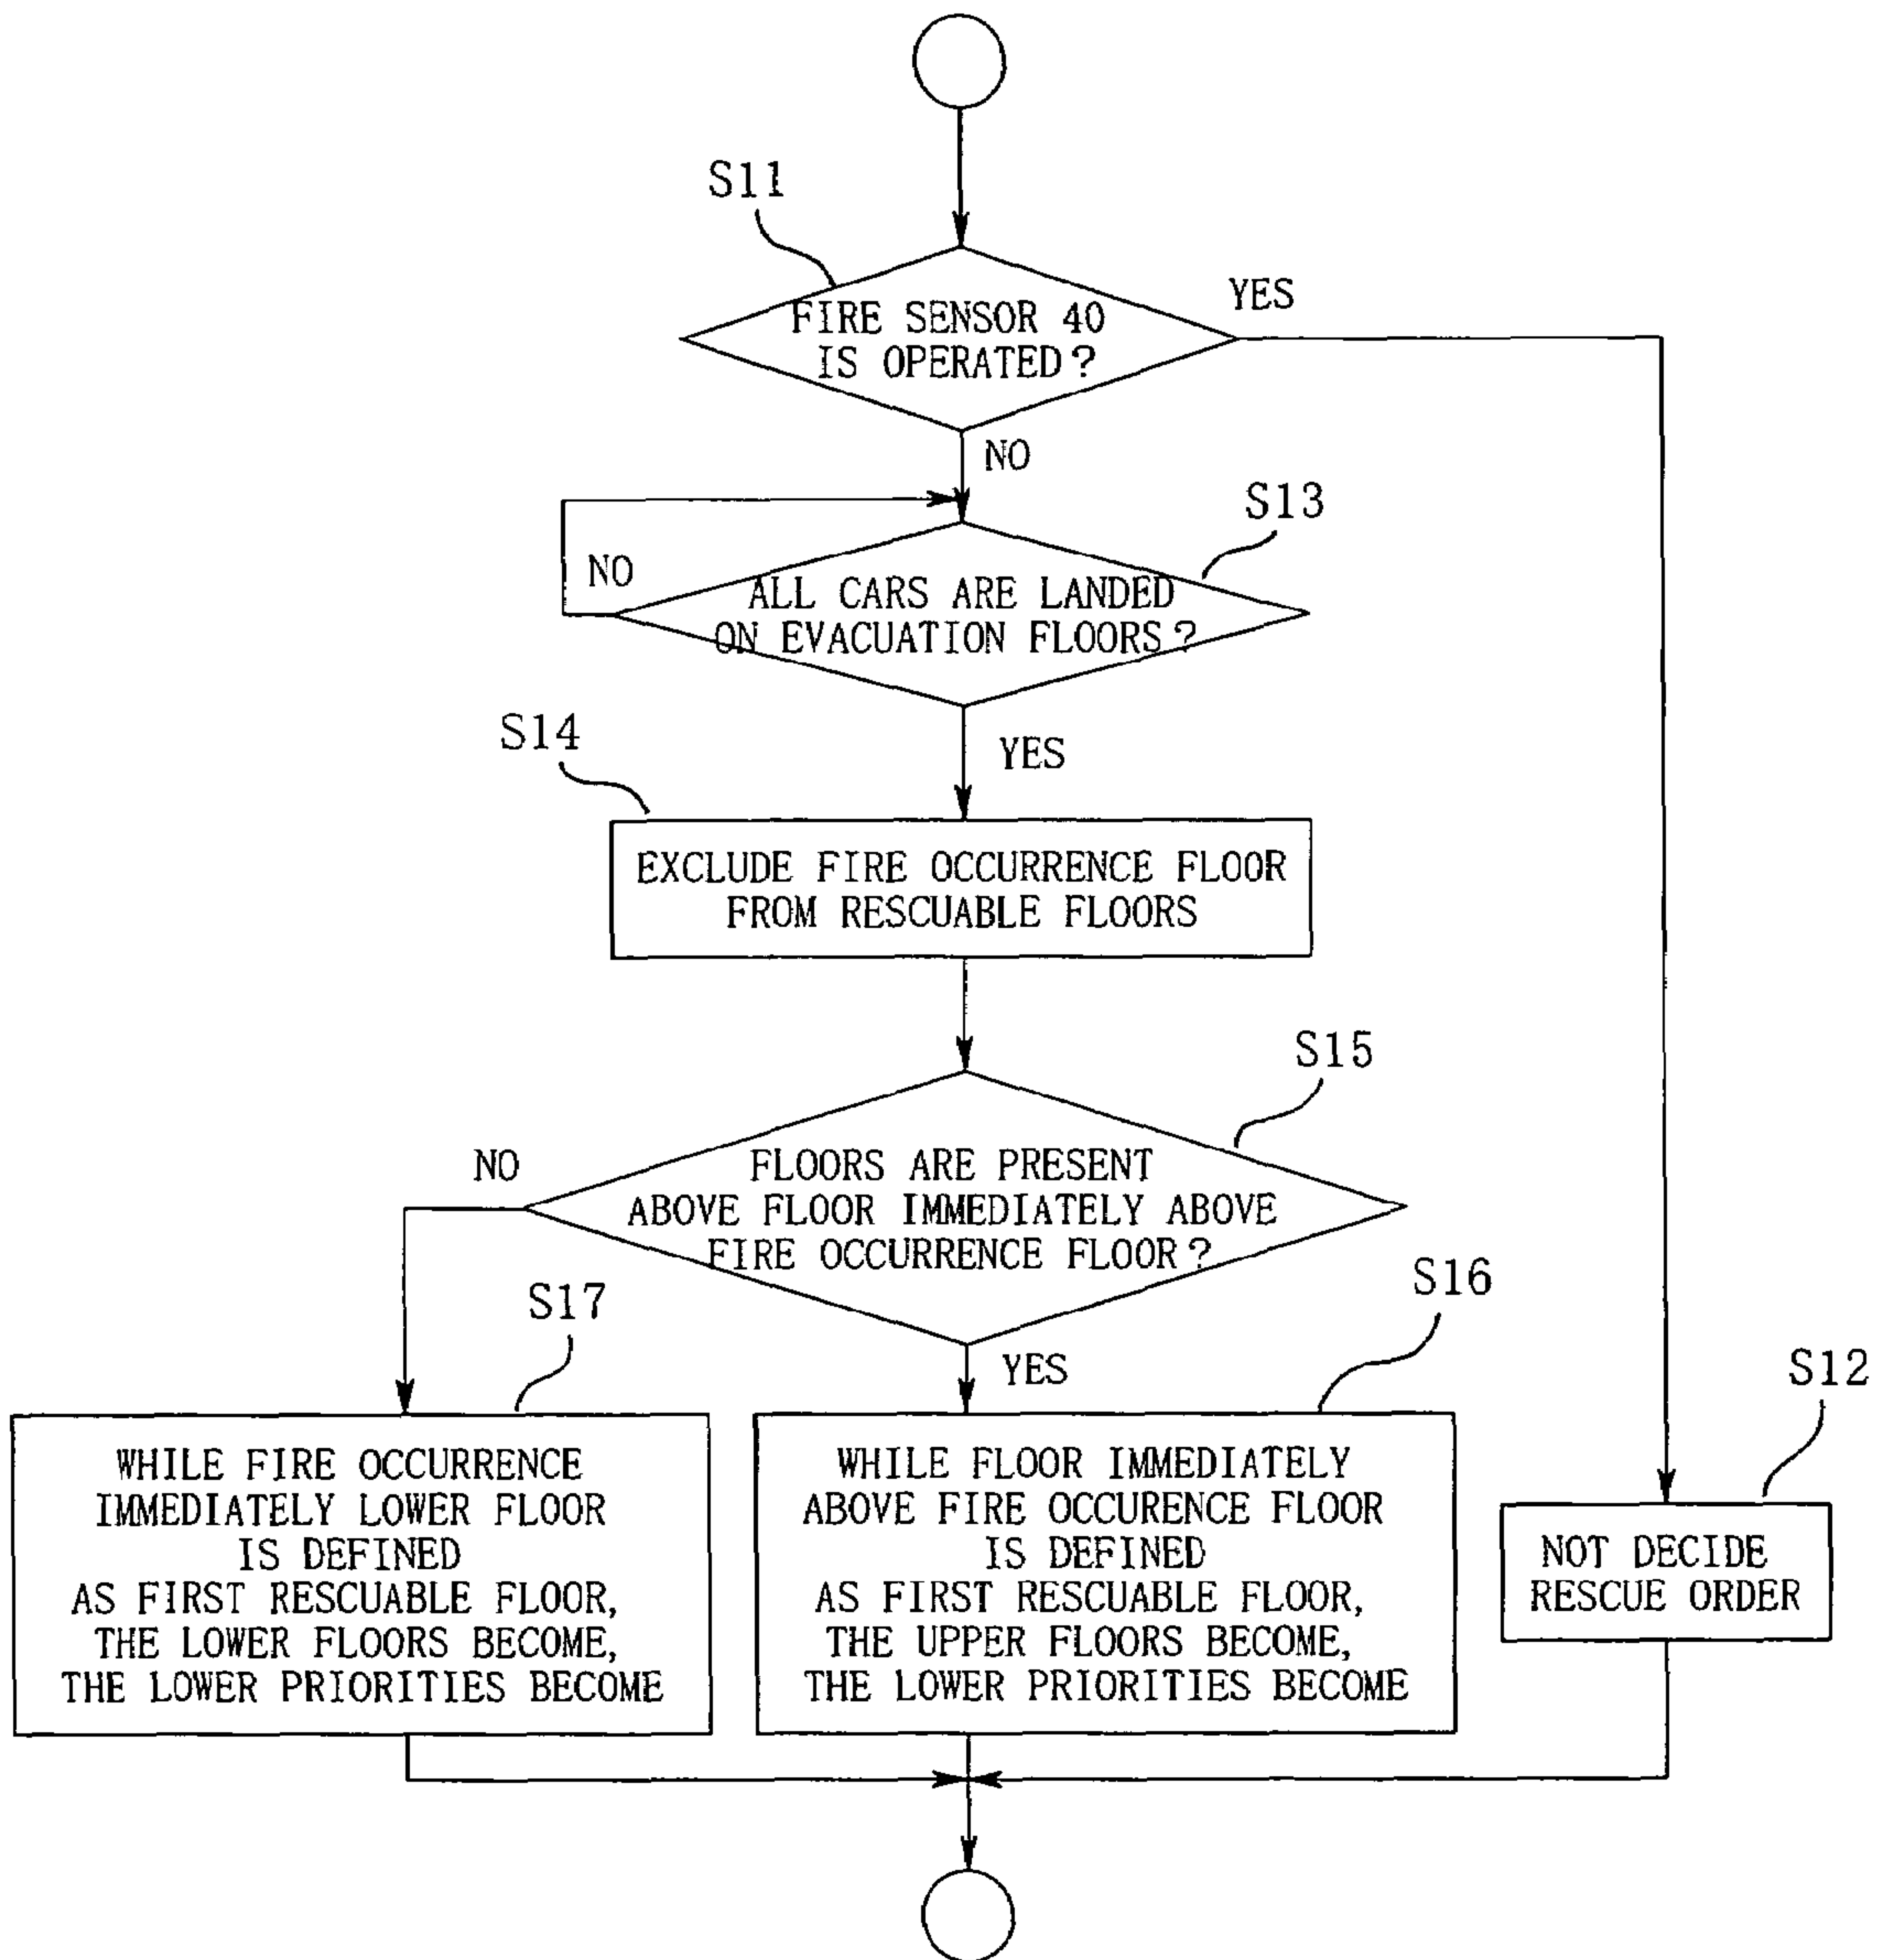 S11
FIRE SENSOR 40
IS OPERATED?
YES
NO
S13
NO
ALL CARS ARE LANDED
ON EVACUATION FLOORS?
S14
YES
EXCLUDE FIRE OCCURRENCE FLOOR
FROM RESCUABLE FLOORS
S15
NO
FLOORS ARE PRESENT
ABOVE FLOOR IMMEDIATELY ABOVE
FIRE OCCURRENCE FLOOR?
S17
S16
YES
S12
WHILE FIRE OCCURRENCE
IMMEDIATELY LOWER FLOOR
IS DEFINED
AS FIRST RESCUABLE FLOOR,
THE LOWER FLOORS BECOME,
THE LOWER PRIORITIES BECOME
WHILE FLOOR IMMEDIATELY
ABOVE FIRE OCCURENCE FLOOR
IS DEFINED
AS FIRST RESCUABLE FLOOR,
THE UPPER FLOORS BECOME,
THE LOWER PRIORITIES BECOME
NOT DECIDE
RESCUE ORDER